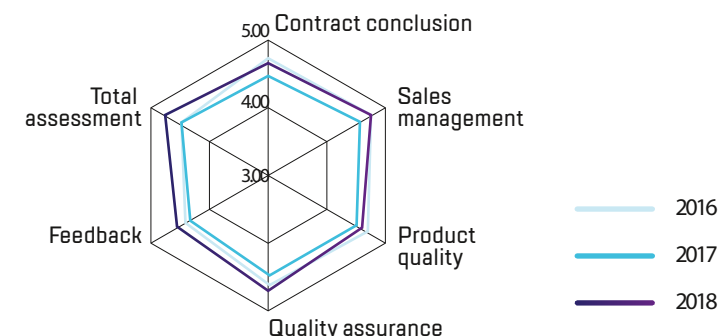 5.00 Contract conclusion
Total
assessment
4.00
Sales
management
3.00
2016
Feedback
Product
quality
2017
2018
Quality assurance